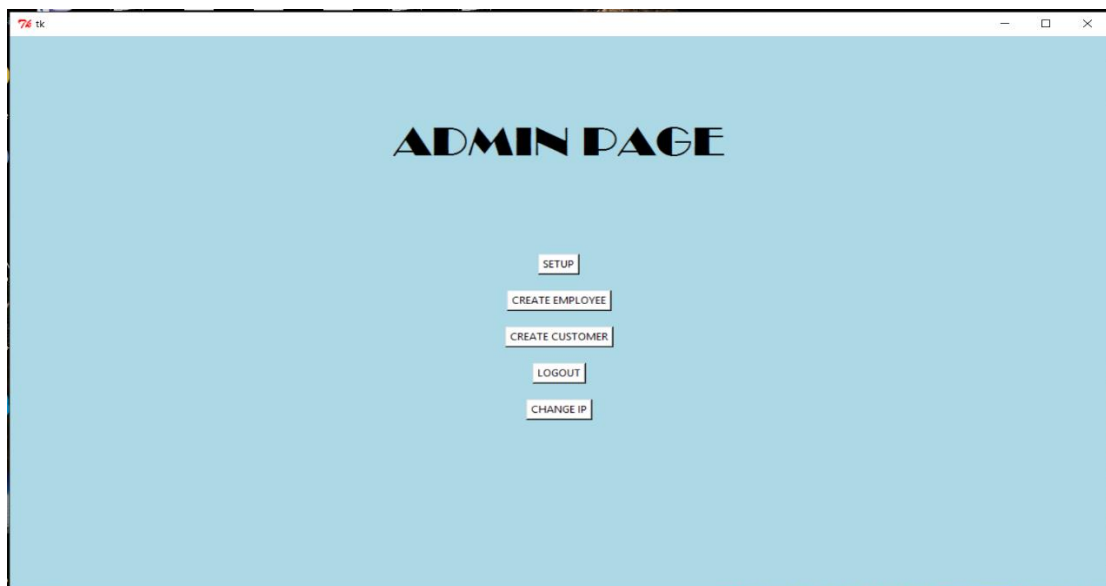 tk
ADMIN PAGE
SETUP
CREATE EMPLOYEE
CREATE CUSTOMER
LOGOUT
CHANGE IP